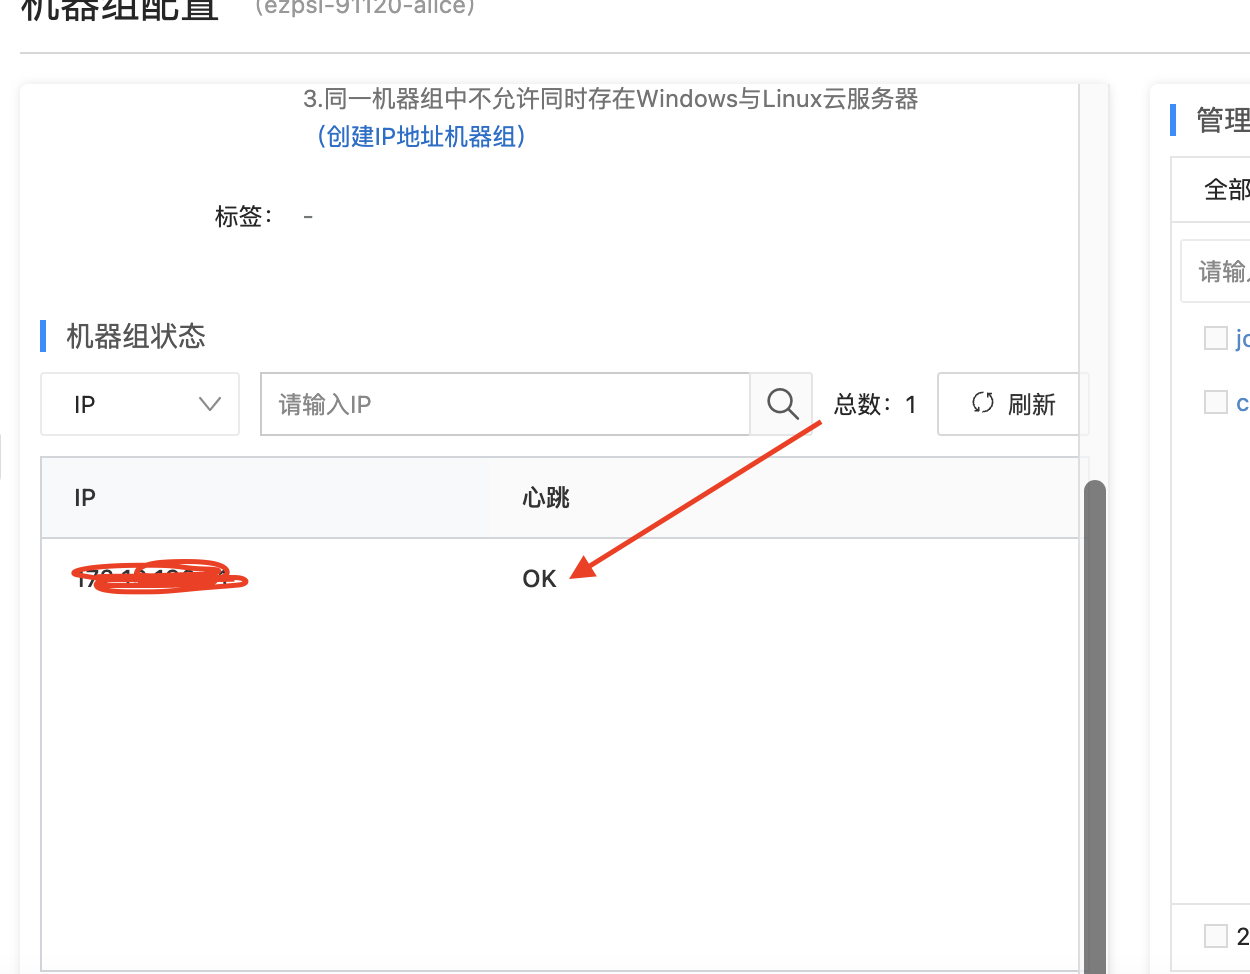 机器组配置 (ezpsl-91120-alice)
3.同一机器组中不允许同时存在Windows与Linux云服务器
(创建IP地址机器组)
标签: -
机器组状态
IP 请输入IP 总数: 1 刷新
IP 心跳
OK
管理
全部
请输
2